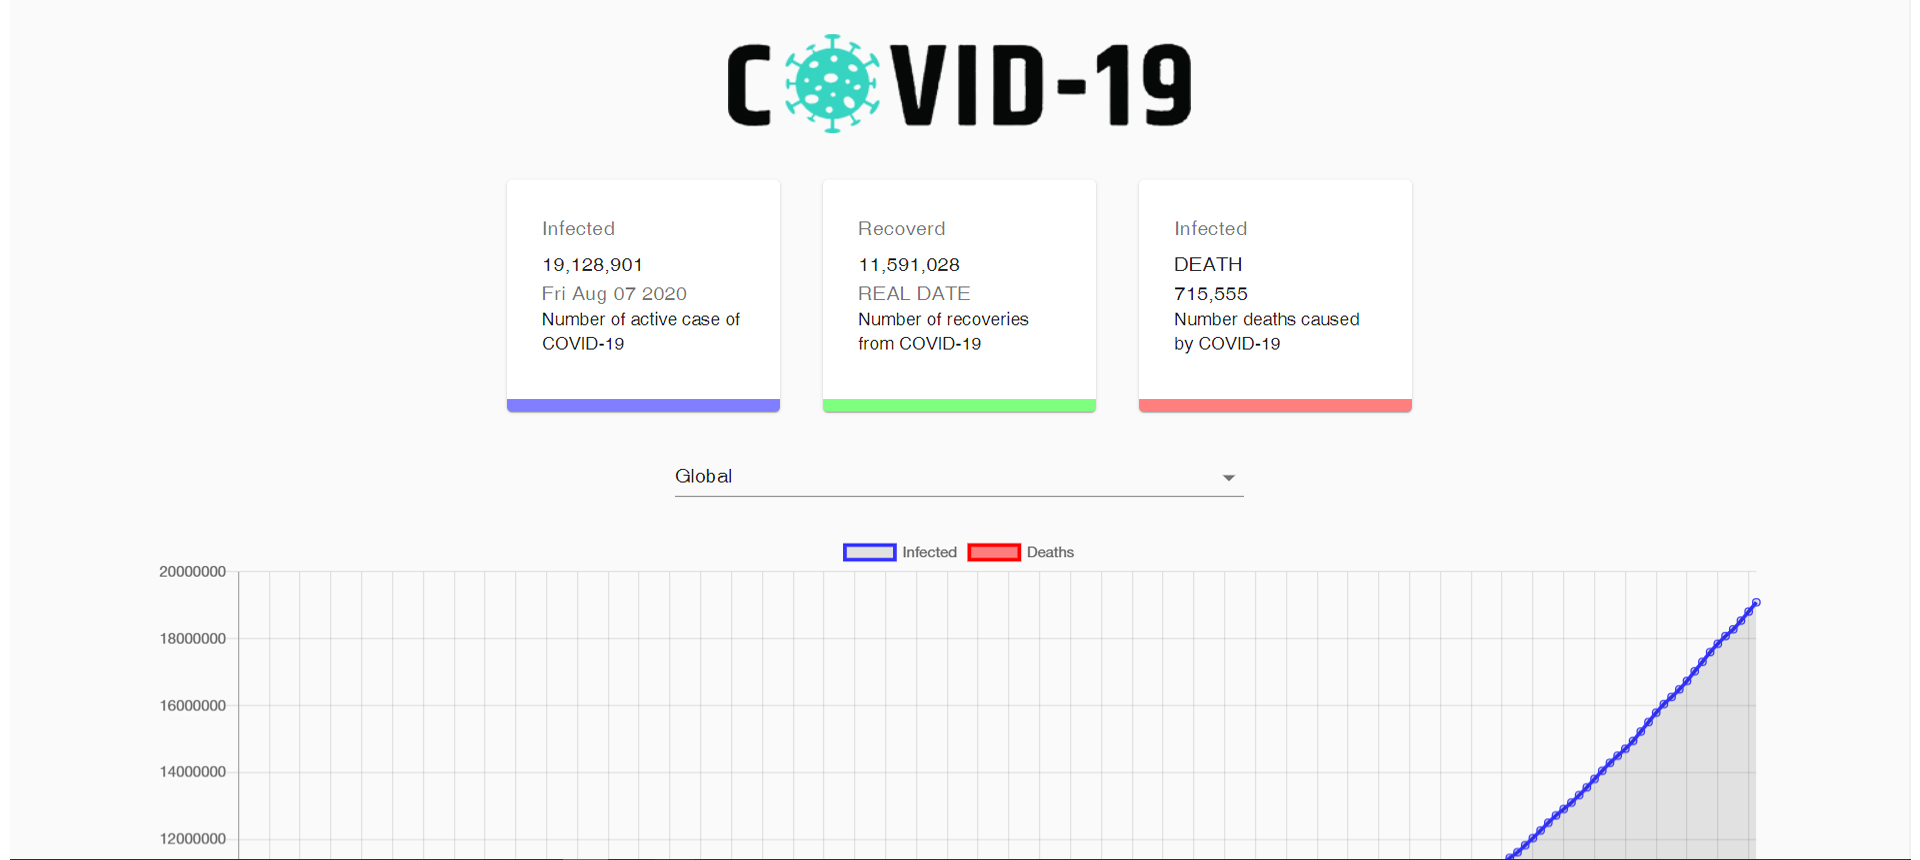 COVID-19
Infected
19,128,901
Fri Aug 07 2020
Number of active case of
COVID-19
Recoverd
11,591,028
REAL DATE
Number of recoveries
from COVID-19
Infected
DEATH
715,555
Number deaths caused
by COVID-19
Global
Infected
Deaths
20000000
18000000
16000000
14000000
12000000